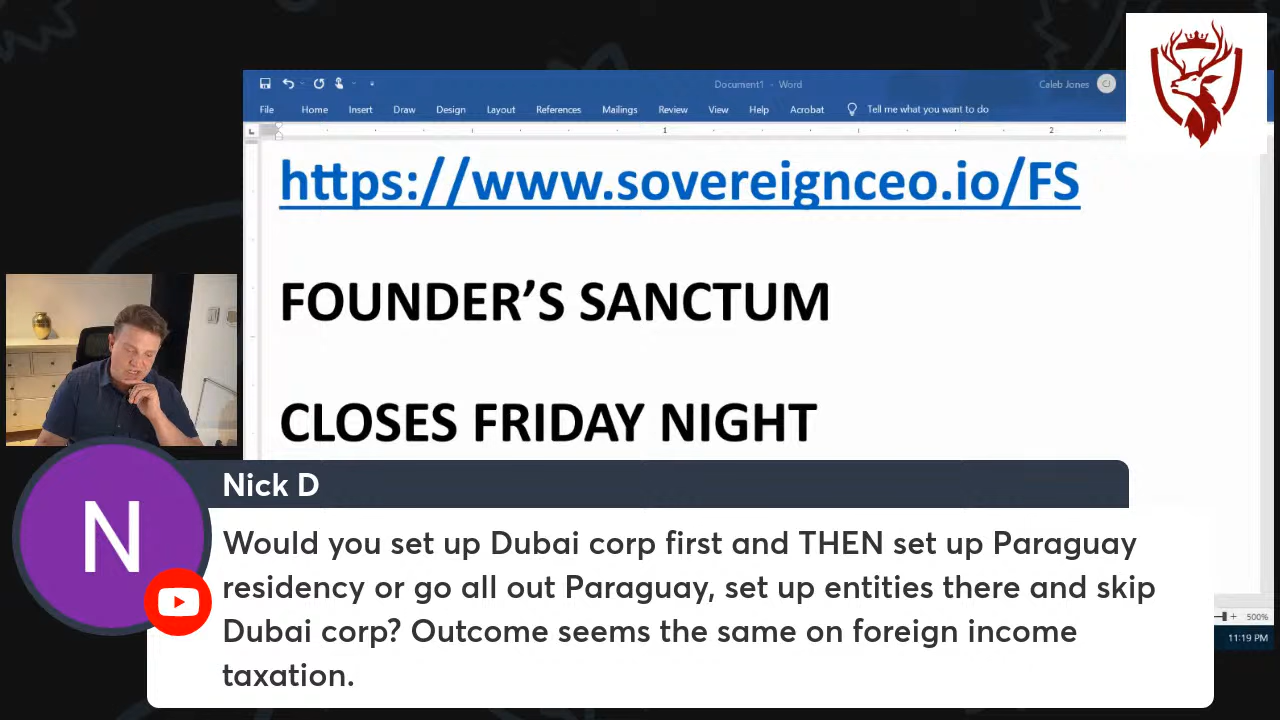 Document1 - Word
Caleb Jones
File Home Insert Draw Design Layout References Mailings Review View Help Acrobat Tell me what you want to do
1 2
https://www.sovereignceo.io/FS
FOUNDER’S SANCTUM
CLOSES FRIDAY NIGHT
N
Nick D
Would you set up Dubai corp first and THEN set up Paraguay
residency or go all out Paraguay, set up entities there and skip
Dubai corp? Outcome seems the same on foreign income
taxation.
500%
11:19 PM